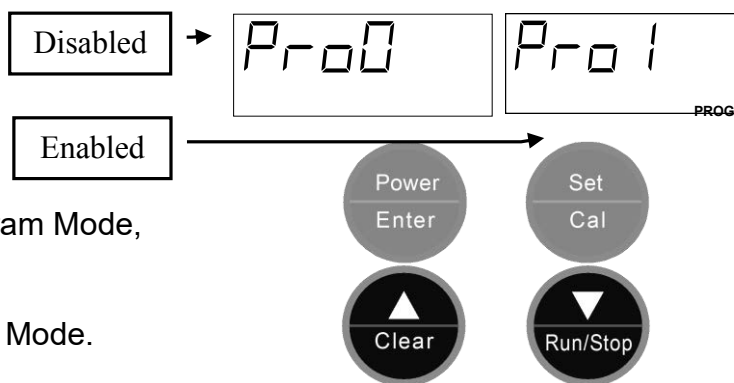 Disabled
Pro0
Pro1
PROG
Enabled
Power
Enter
Set
Cal
am Mode,
Mode.
Clear
Run/Stop